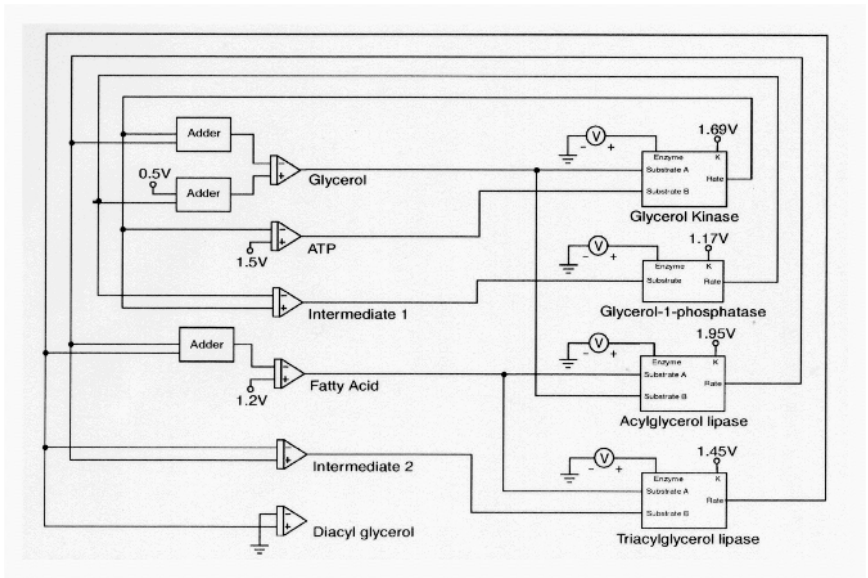 Adder
0.5V
Adder
Glycerol
ATP
1.5V
Intermediate 1
Adder
Fatty Acid
1.2V
Intermediate 2
Diacyl glycerol
V
- +
1.69V
Enzyme K
Substrate A
Rate
Substrate B
Glycerol Kinase
V
- +
1.17V
Enzyme K
Substrate Rate
Glycerol-1-phosphatase
V
- +
1.95V
Enzyme K
Substrate A
Rate
Substrate B
Acylglycerol lipase
V
- +
1.45V
Enzyme K
Substrate A
Rate
Substrate B
Triacylglycerol lipase